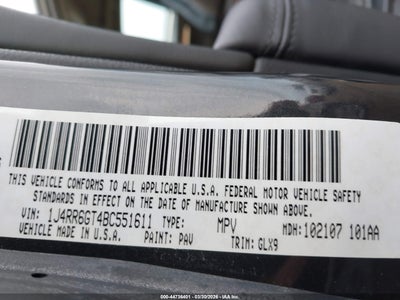 THIS VEHICLE CONFORMS TO ALL APPLICABLE U.S.A. FEDERAL MOTOR VEHICLE SAFETY
STANDARDS IN EFFECT ON THE DATE OF MANUFACTURE SHOWN ABOVE.
VIN: 1J4RR6GT4BC551611 TYPE: MPV MDH:102107 101AA
VEHICLE MADE IN U.S.A. PAINT: PAV TRIM: GLX9
000-44736401 - 03/10/2026 - IAA Inc.